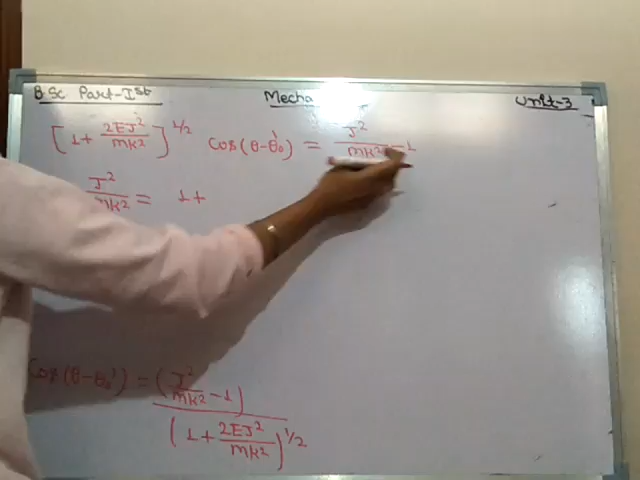 BSc Part-Ist Mecha Unit-3
[1 + 2EJ²/mk²]^1/2 cos(θ-θ₀') = J²/mk² - 1
J²/mk² = 1+
cos(θ-θ₀') = (J²/mk² - 1)/(1 + 2EJ²/mk²)^1/2